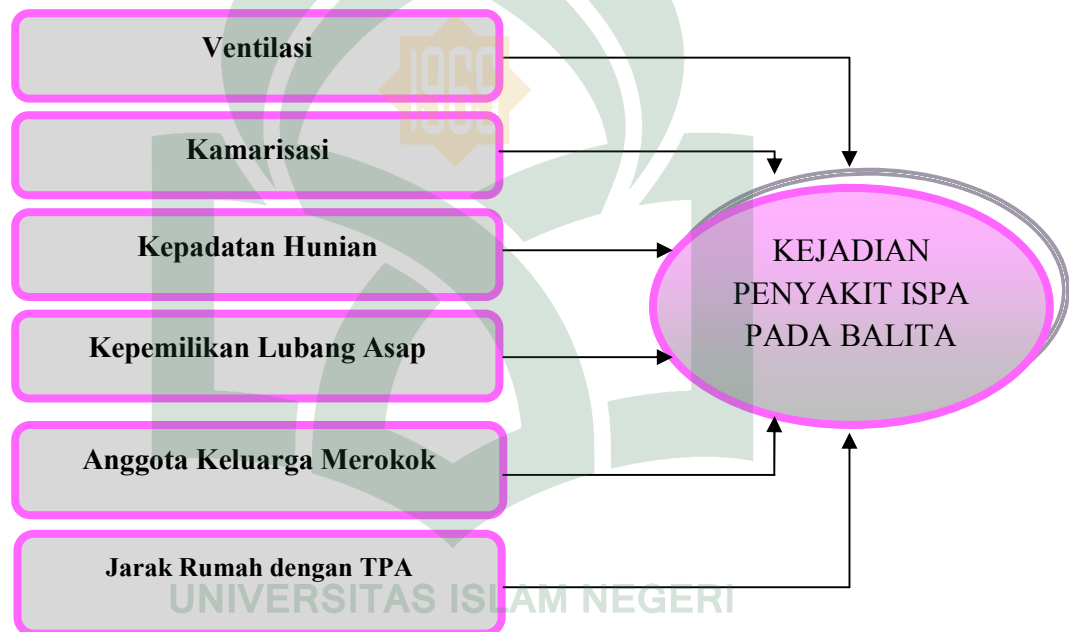 Ventilasi
Kamarisasi
Kepadatan Hunian
Kepemilikan Lubang Asap
Anggota Keluarga Merokok
Jarak Rumah dengan TPA
KEJADIAN
PENYAKIT ISPA
PADA BALITA
1969
UNIVERSITAS ISLAM NEGERI